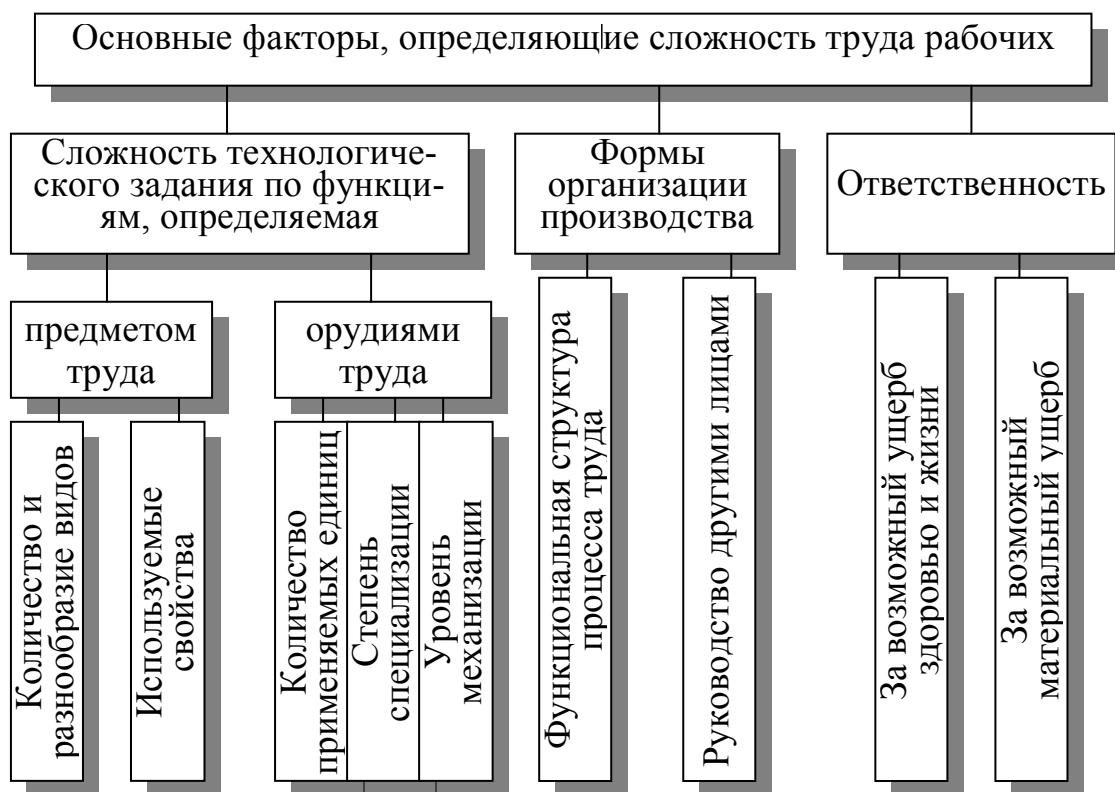 Основные факторы, определяющие сложность труда рабочих
Сложность технологиче-
ского задания по функци-
ям, определяемая
Формы
организации
производства
Ответственность
предметом
труда
орудиями
труда
Количество и
разнообразие видов
Используемые
свойства
Количество
применяемых единиц
Степень
специализации
Уровень
механизации
Функциональная структура
процесса труда
Руководство другими лицами
За возможный ущерб
здоровью и жизни
За возможный
материальный ущерб